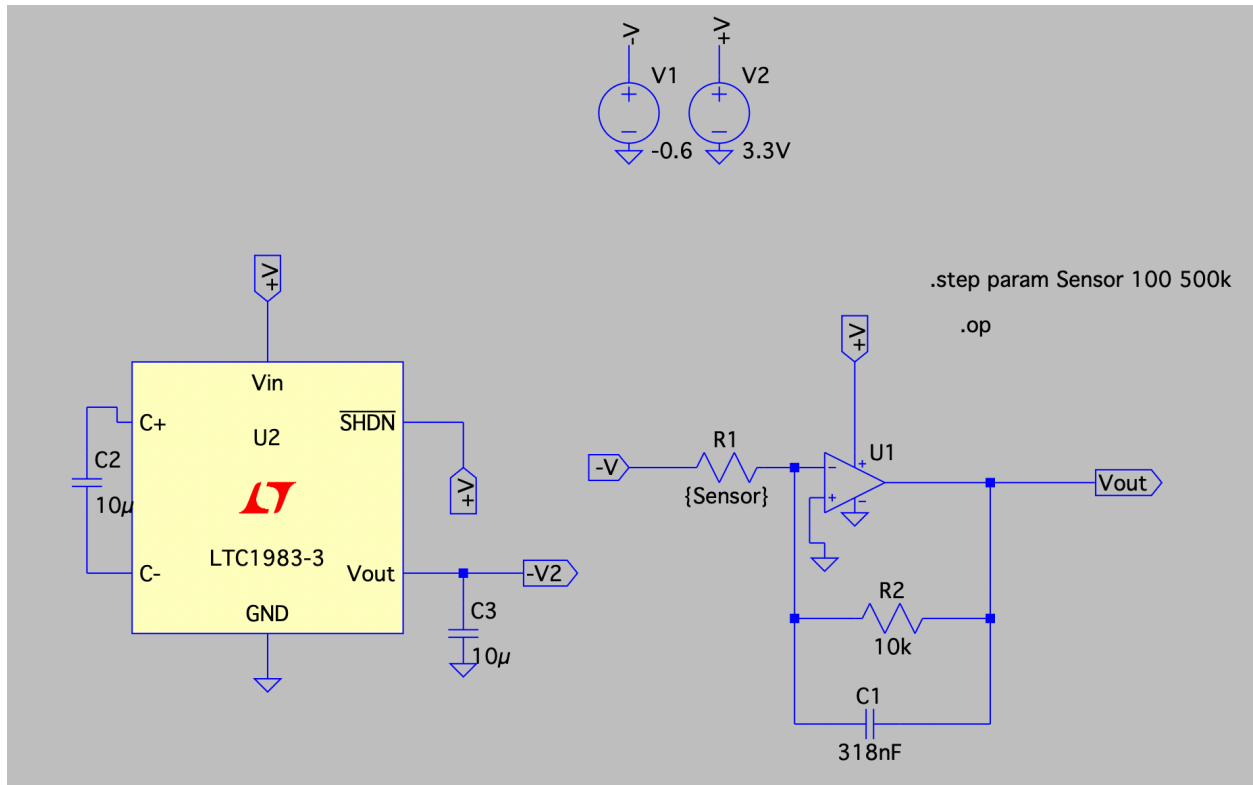 -V
+V
V1
V2
-0.6
3.3V
+V
.step param Sensor 100 500k
.op
+V
Vin
C+
SHDN
U2
R1
U1
C2
-V
{Sensor}
Vout
10µ
+V
LTC1983-3
C-
Vout
-V2
R2
C3
GND
10k
10µ
C1
318nF